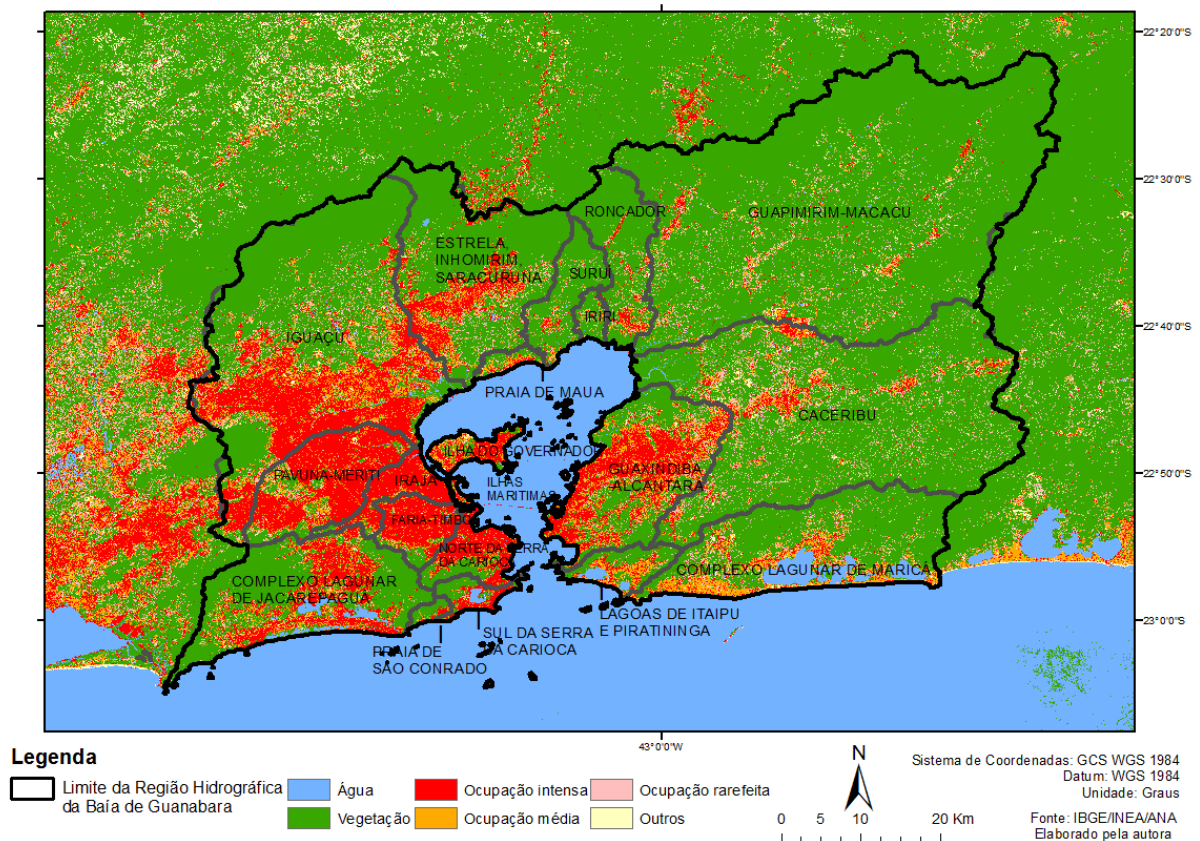 22°20'0"S
22°30'0"S
22°40'0"S
22°50'0"S
23°0'0"S
43°0'0"W
RONCADOR
GUAPIMIRIM-MACACU
ESTRELA,
INHOMIRIM,
SARACURUNA
SURUÍ
IRIRI
IGUAÇU
PRAIA DE MAUA
CACERIBU
ILHA DO GOVERNADOR
PAVUNA-MERITI
IRAJÁ
ILHAS
MARITIMAS
GUAXINDIBA
ALCANTARA
FARIA-TIMBO
NORTE DA SERRA
DA CARIOCA
COMPLEXO LAGUNAR
DE JACAREPAGUÁ
COMPLEXO LAGUNAR DE MARICÁ
LAGOAS DE ITAIPU
E PIRATININGA
SUL DA SERRA
DA CARIOCA
PRAIA DE
SÃO CONRADO
Legenda
Limite da Região Hidrográfica
da Baía de Guanabara
Água
Vegetação
Ocupação intensa
Ocupação média
Ocupação rarefeita
Outros
N
0 5 10 20 Km
Sistema de Coordenadas: GCS WGS 1984
Datum: WGS 1984
Unidade: Graus
Fonte: IBGE/INEA/ANA
Elaborado pela autora